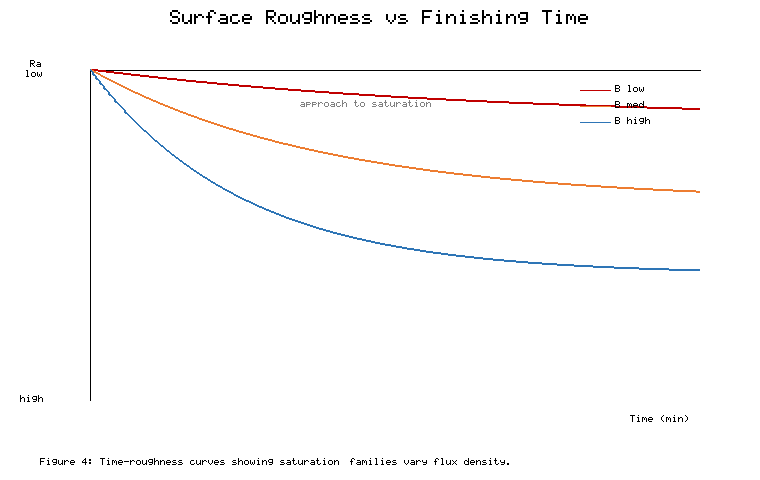 Surface Roughness vs Finishing Time
Ra
low
B low
approach to saturation
B med
B high
high
Time (min)
Figure 4: Time-roughness curves showing saturation  families vary flux density.